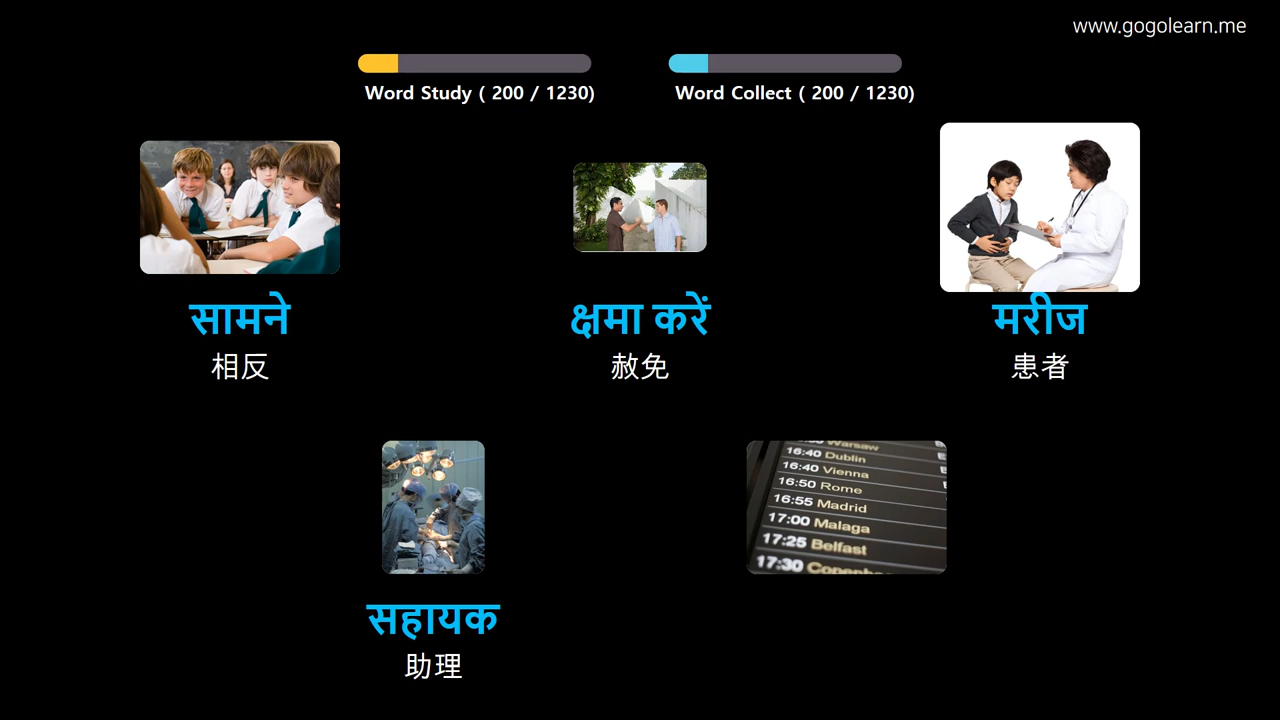 www.gogolearn.me
Word Study ( 200 / 1230)
Word Collect ( 200 / 1230)
सामने
相反
क्षमा करें
赦免
मरीज
患者
16:40 Dublin
16:40 Vienna
16:50 Rome
16:55 Madrid
17:00 Malaga
17:25 Belfast
17:30
सहायक
助理